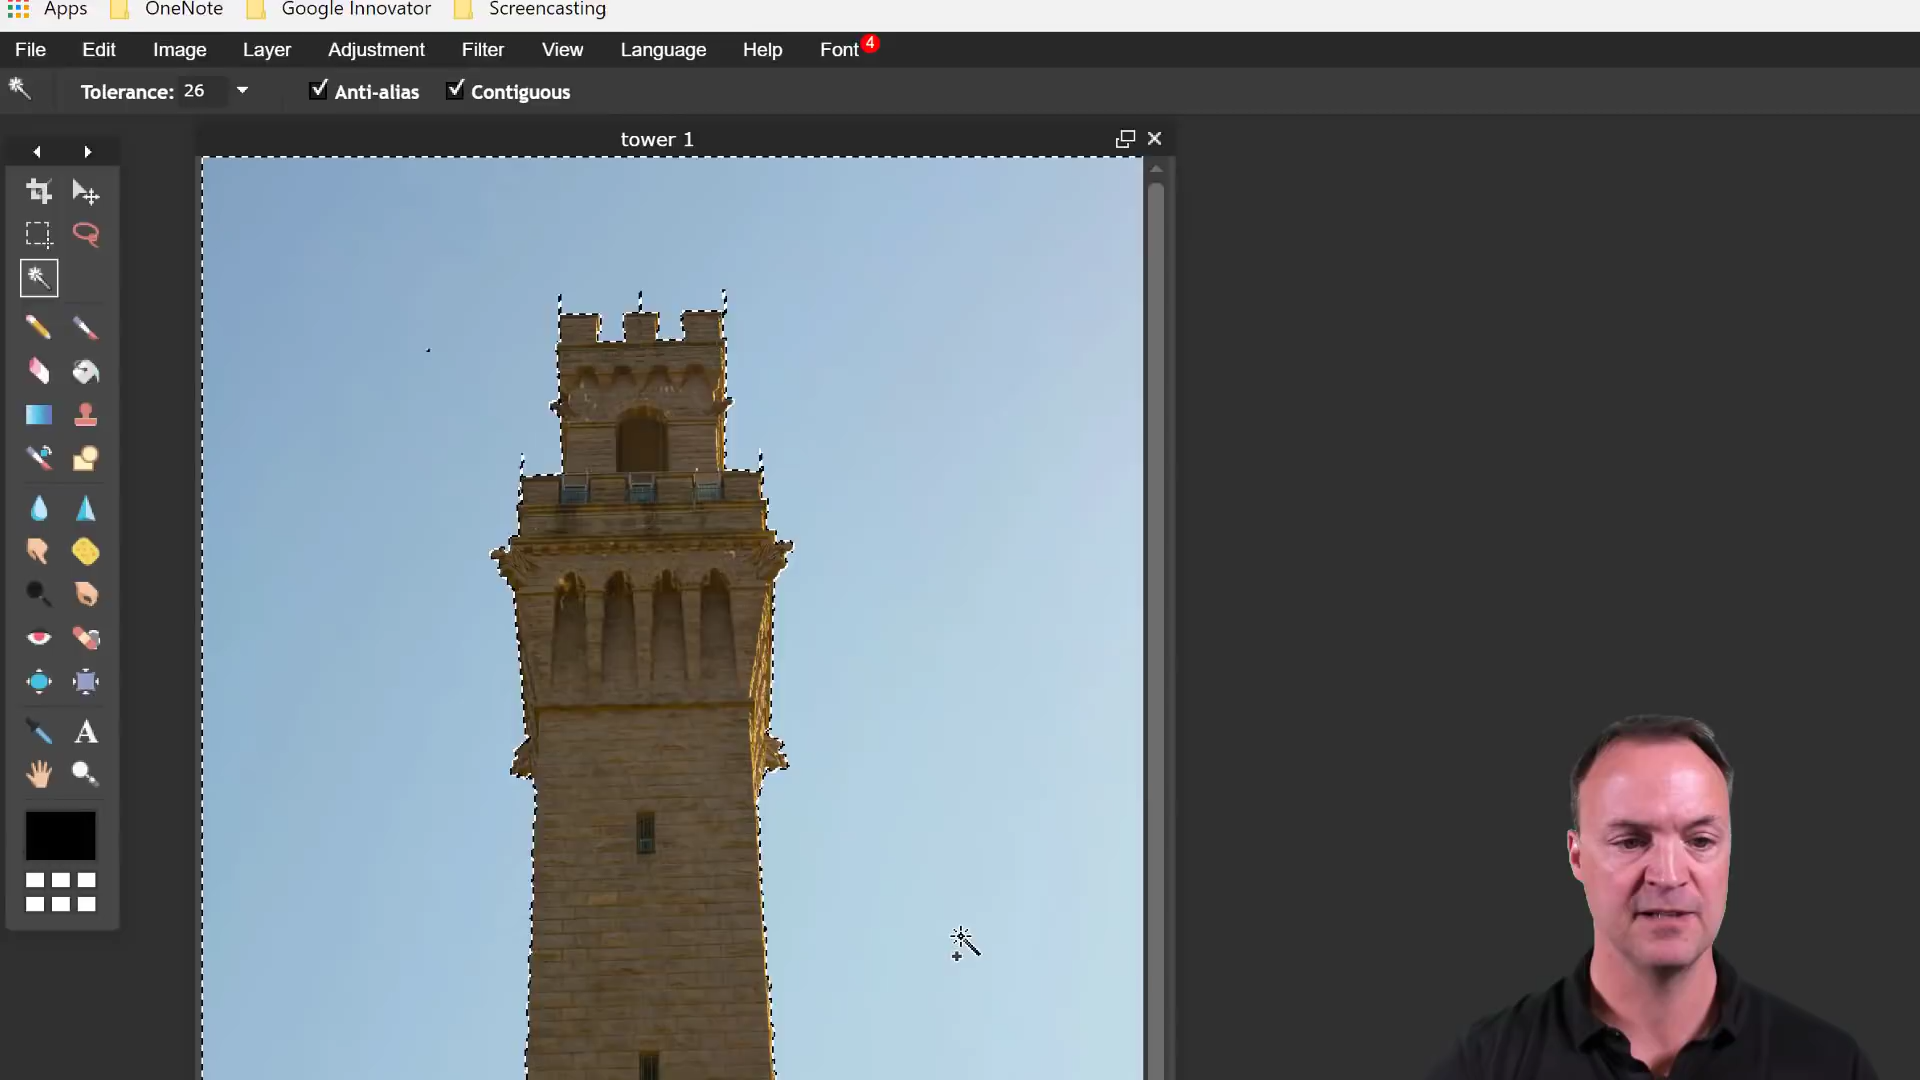 Apps OneNote Google Innovator Screencasting
File Edit Image Layer Adjustment Filter View Language Help Font 4
Tolerance: 26 Anti-alias Contiguous
tower 1
A